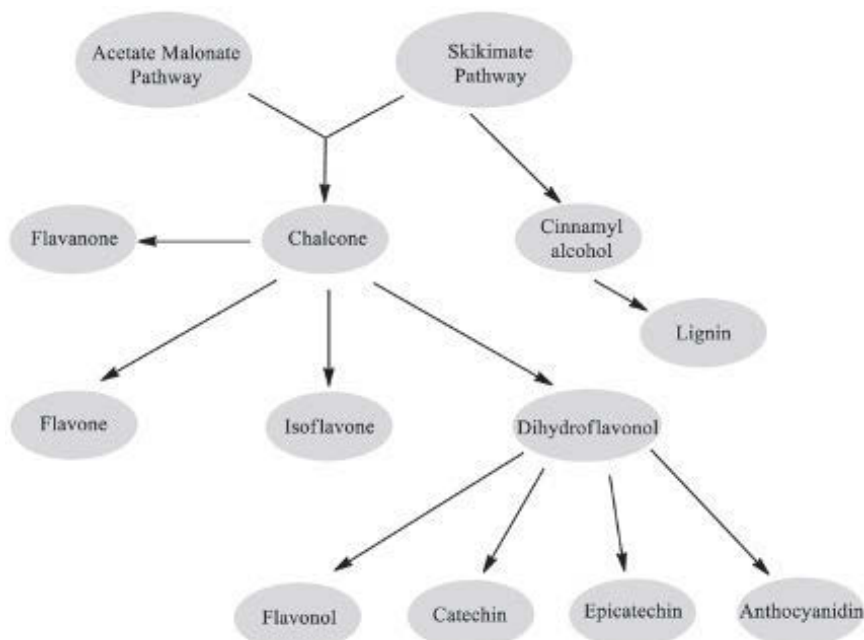 Acetate Malonate
Pathway
Skikimate
Pathway
Flavanone
Chalcone
Cinnamyl
alcohol
Lignin
Flavone
Isoflavone
Dihydroflavonol
Flavonol
Catechin
Epicatechin
Anthocyanidin